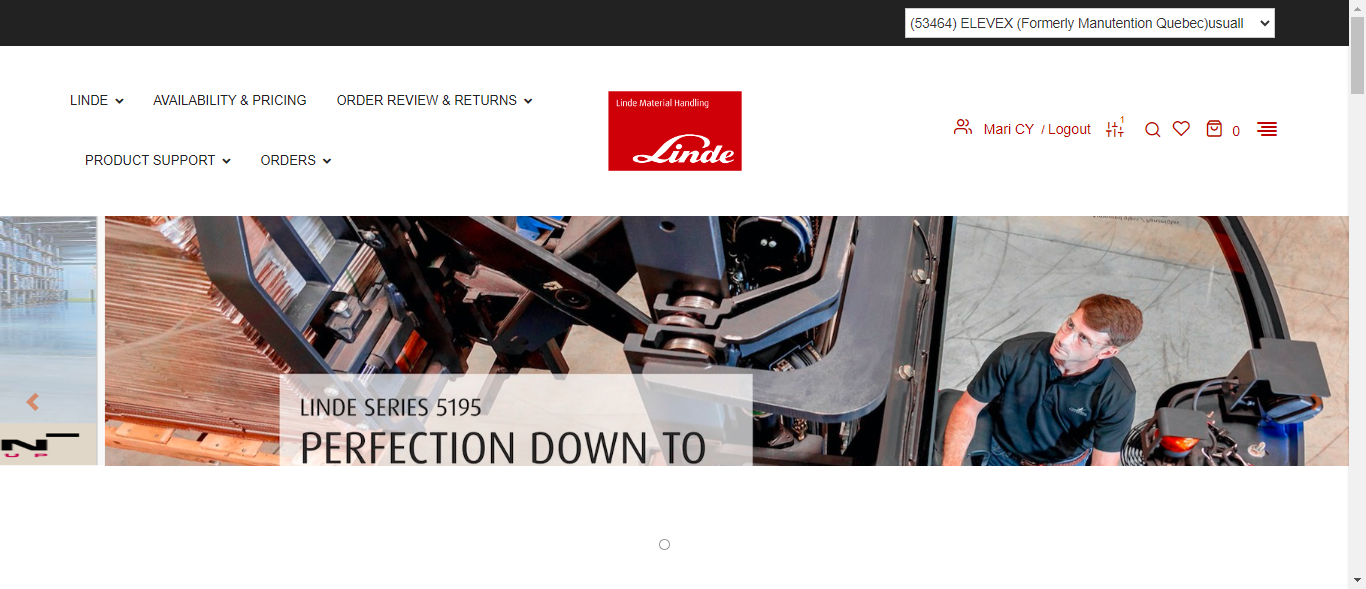 (53464) ELEVEX (Formerly Manutention Quebec)usuall
LINDE
AVAILABILITY & PRICING
ORDER REVIEW & RETURNS
PRODUCT SUPPORT
ORDERS
Linde Material Handling
Linde
Mari CY / Logout
1
0
LINDE SERIES 5195
PERFECTION DOWN TO